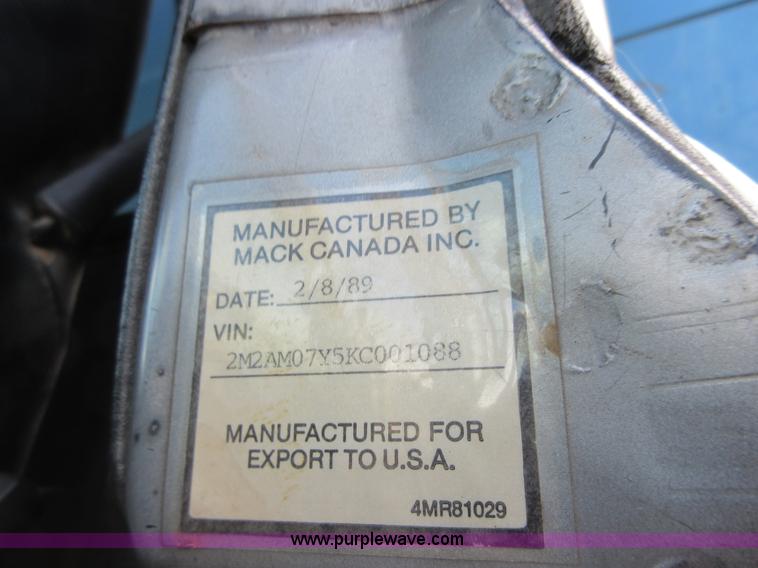 MANUFACTURED BY
MACK CANADA INC.
DATE: 2/8/89
VIN:
2M2AM07Y5KC001088
MANUFACTURED FOR
EXPORT TO U.S.A.
4MR81029
www.purplewave.com